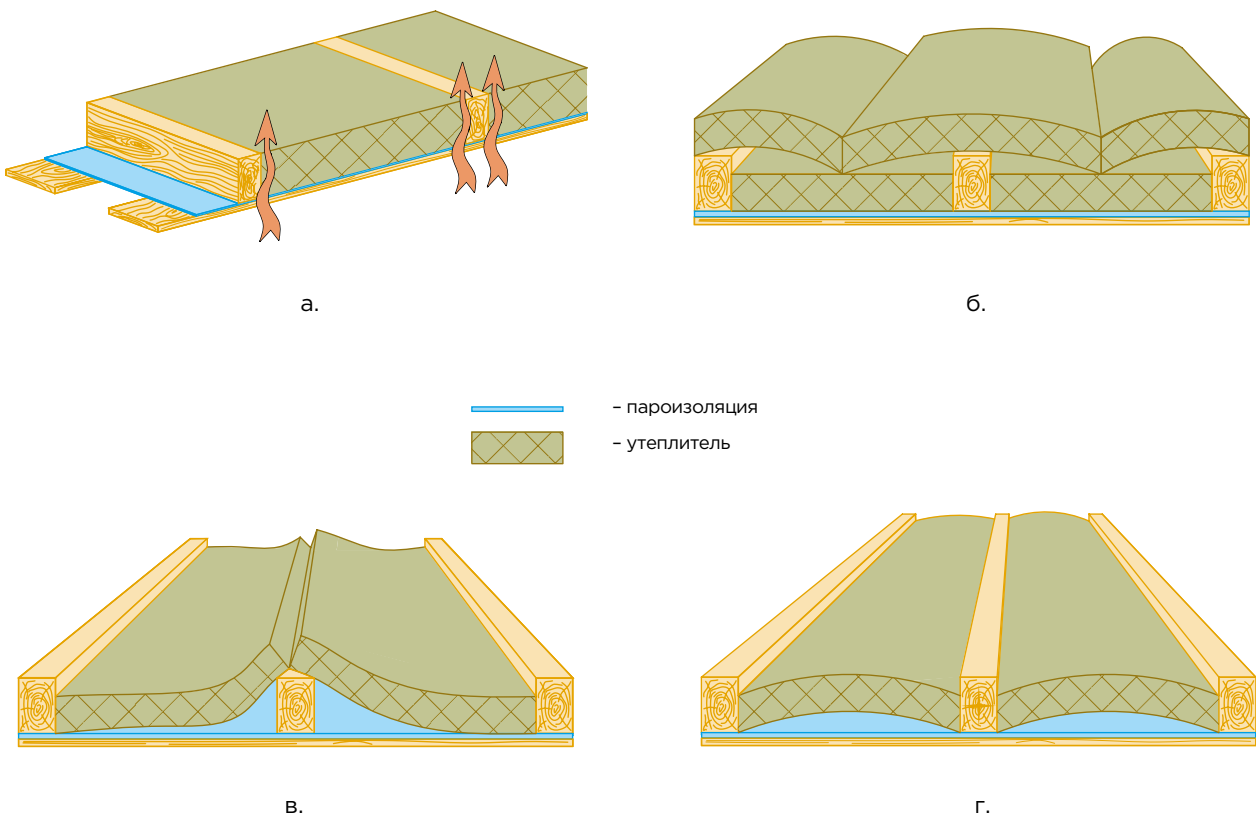 а.
б.
– пароизоляция
– утеплитель
в.
г.